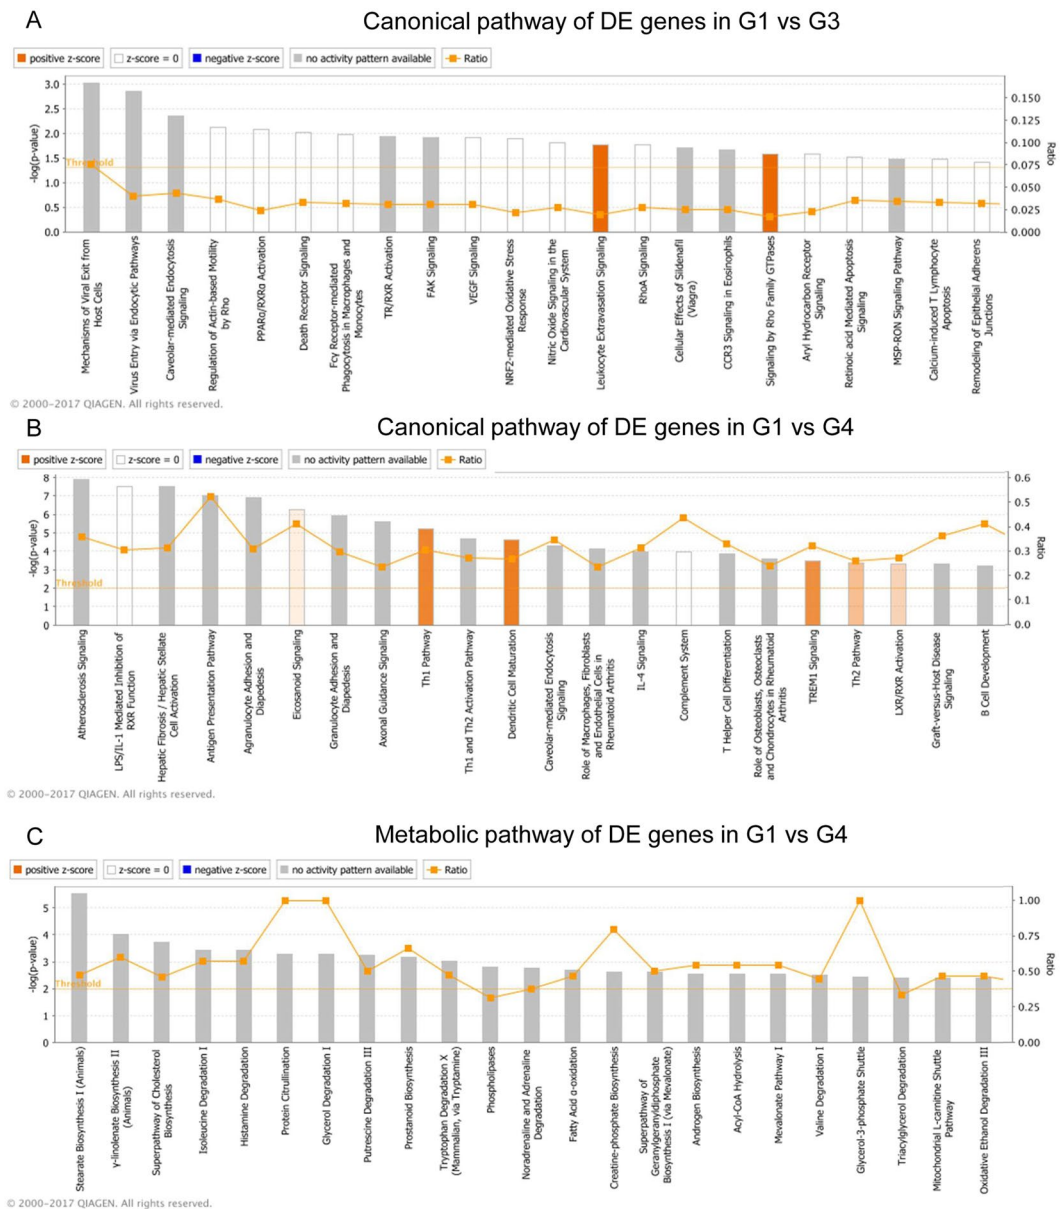 A
Canonical pathway of DE genes in G1 vs G3
positive z-score
z-score = 0
negative z-score
no activity pattern available
Ratio
3.0
2.5
2.0
1.5
1.0
0.5
0.0
-log(p-value)
Threshold
0.150
0.125
0.100
0.075
0.050
0.025
0.000
Ratio
Mechanisms of Viral Exit from
Host Cells
Virus Entry via Endocytic Pathways
Caveolar-mediated Endocytosis
Signaling
Regulation of Actin-based Motility
by Rho
PPARα/RXRα Activation
Death Receptor Signaling
Fcγ Receptor-mediated
Phagocytosis in Macrophages and
Monocytes
TR/RXR Activation
FAK Signaling
VEGF Signaling
NRF2-mediated Oxidative Stress
Response
Nitric Oxide Signaling in the
Cardiovascular System
Leukocyte Extravasation Signaling
RhoA Signaling
Cellular Effects of Sildenafil
(Viagra)
CCR3 Signaling in Eosinophils
Signaling by Rho Family GTPases
Aryl Hydrocarbon Receptor
Signaling
Retinoic acid Mediated Apoptosis
Signaling
MSP-RON Signaling Pathway
Calcium-induced T Lymphocyte
Apoptosis
Remodeling of Epithelial Adherens
Junctions
© 2000-2017 QIAGEN. All rights reserved.
B
Canonical pathway of DE genes in G1 vs G4
positive z-score
z-score = 0
negative z-score
no activity pattern available
Ratio
8
7
6
5
4
3
2
1
0
-log(p-value)
Threshold
0.6
0.5
0.4
0.3
0.2
0.1
0.0
Ratio
Atherosclerosis Signaling
LPS/IL-1 Mediated Inhibition of
RXR Function
Hepatic Fibrosis / Hepatic Stellate
Cell Activation
Antigen Presentation Pathway
Agranulocyte Adhesion and
Diapedesis
Eicosanoid Signaling
Granulocyte Adhesion and
Diapedesis
Axonal Guidance Signaling
Th1 Pathway
Th1 and Th2 Activation Pathway
Dendritic Cell Maturation
Caveolar-mediated Endocytosis
Signaling
Role of Macrophages, Fibroblasts
and Endothelial Cells in
Rheumatoid Arthritis
IL-4 Signaling
Complement System
T Helper Cell Differentiation
Role of Osteoblasts, Osteoclasts
and Chondrocytes in Rheumatoid
Arthritis
TREM1 Signaling
Th2 Pathway
LXR/RXR Activation
Graft-versus-Host Disease
Signaling
B Cell Development
© 2000-2017 QIAGEN. All rights reserved.
C
Metabolic pathway of DE genes in G1 vs G4
positive z-score
z-score = 0
negative z-score
no activity pattern available
Ratio
5
4
3
2
1
0
-log(p-value)
Threshold
1.00
0.75
0.50
0.25
0.00
Ratio
Stearate Biosynthesis I (Animals)
γ-linolenate Biosynthesis II
(Animals)
Superpathway of Cholesterol
Biosynthesis
Isoleucine Degradation I
Histamine Degradation
Protein Citrullination
Glycerol Degradation I
Putrescine Degradation III
Prostanoid Biosynthesis
Tryptophan Degradation X
(Mammalian, via Tryptamine)
Phospholipases
Noradrenaline and Adrenaline
Degradation
Fatty Acid α-oxidation
Creatine-phosphate Biosynthesis
Superpathway of
Geranylgeranyldiphosphate
Biosynthesis I (via Mevalonate)
Androgen Biosynthesis
Acyl-CoA Hydrolysis
Mevalonate Pathway I
Valine Degradation I
Glycerol-3-phosphate Shuttle
Triacylglycerol Degradation
Mitochondrial L-carnitine Shuttle
Pathway
Oxidative Ethanol Degradation III
© 2000-2017 QIAGEN. All rights reserved.